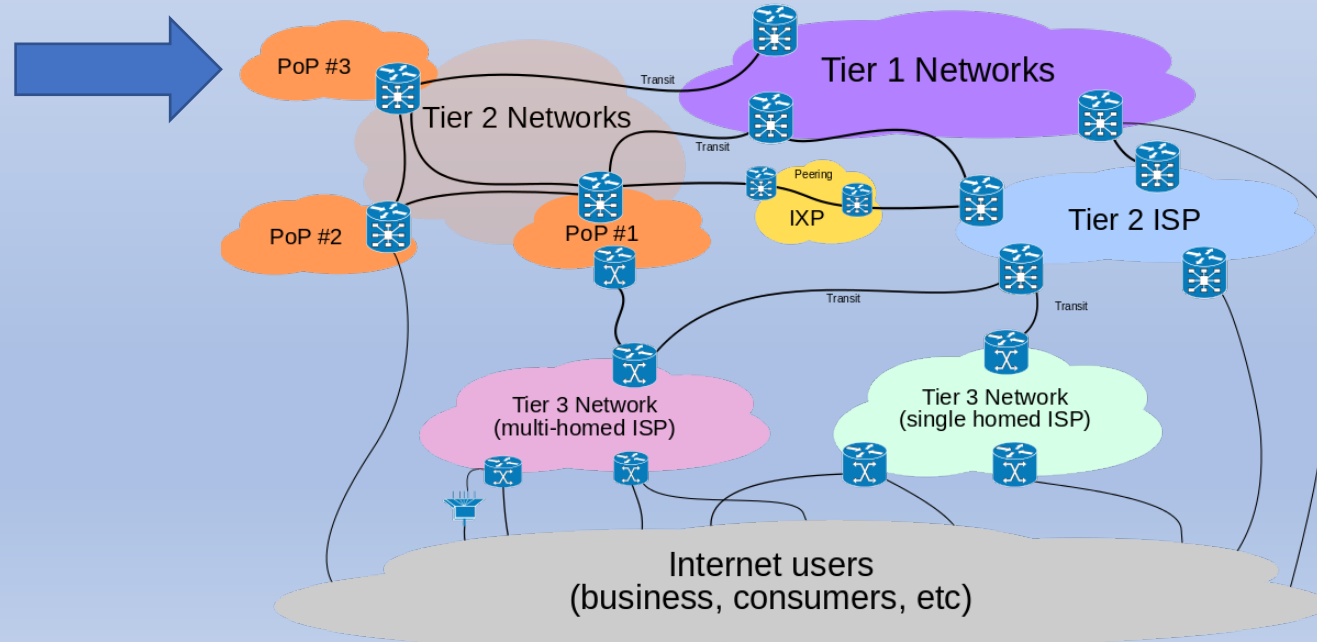 PoP #3
Transit
Tier 1 Networks
Tier 2 Networks
Transit
Peering
IXP
Tier 2 ISP
PoP #2
PoP #1
Transit
Transit
Tier 3 Network
(multi-homed ISP)
Tier 3 Network
(single homed ISP)
Internet users
(business, consumers, etc)